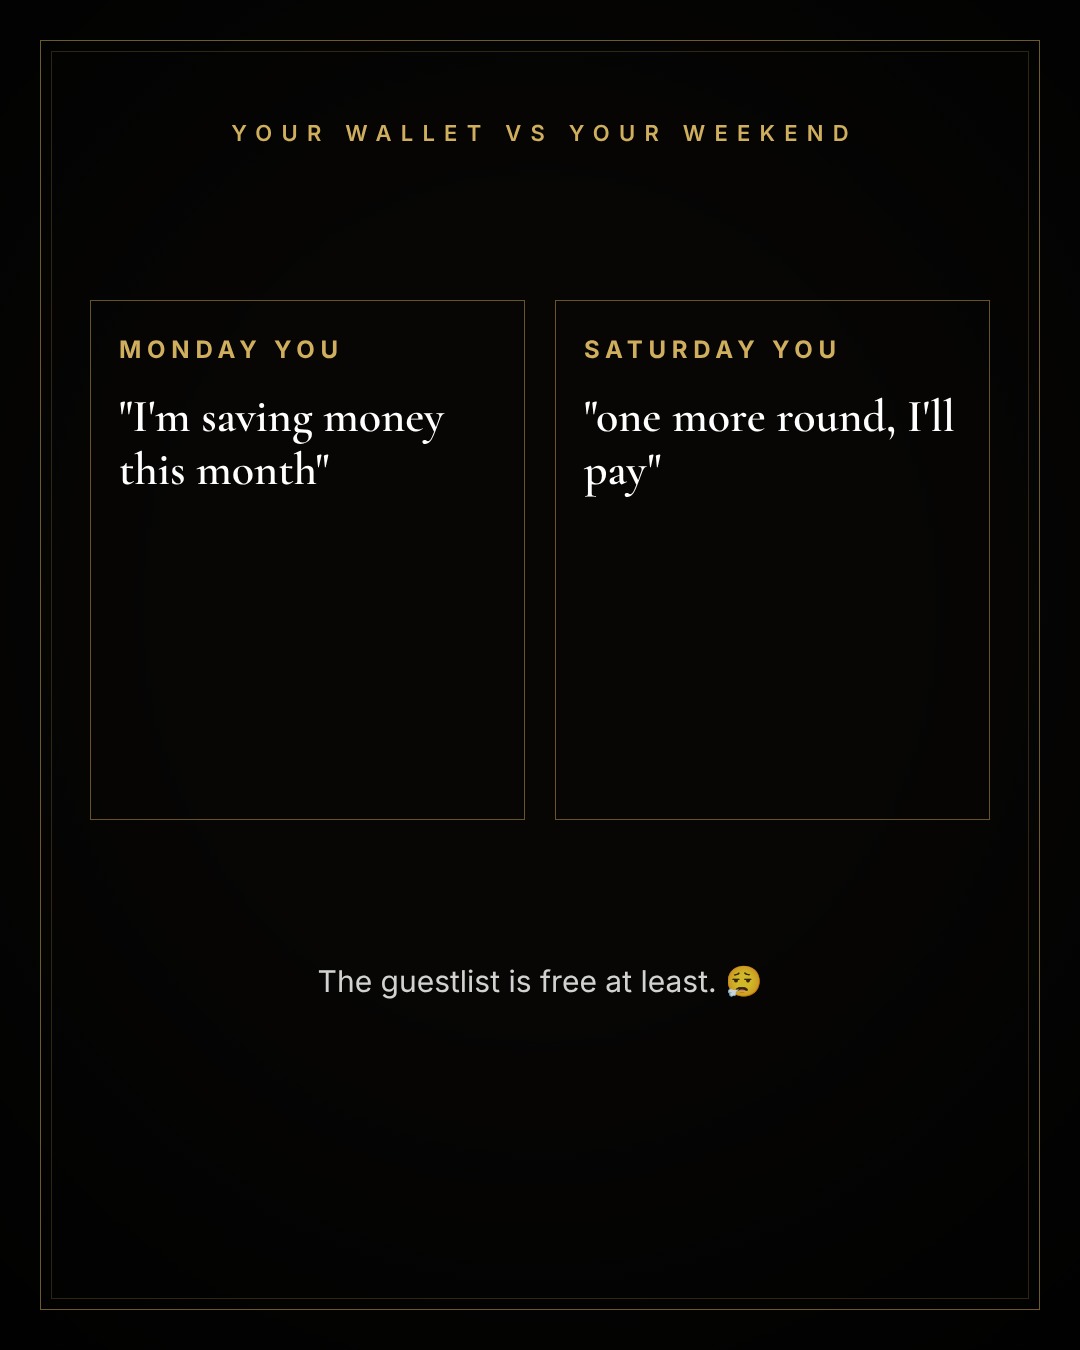 YOUR WALLET VS YOUR WEEKEND
MONDAY YOU
"I'm saving money
this month"
SATURDAY YOU
"one more round, I'll
pay"
The guestlist is free at least. 😮‍💨